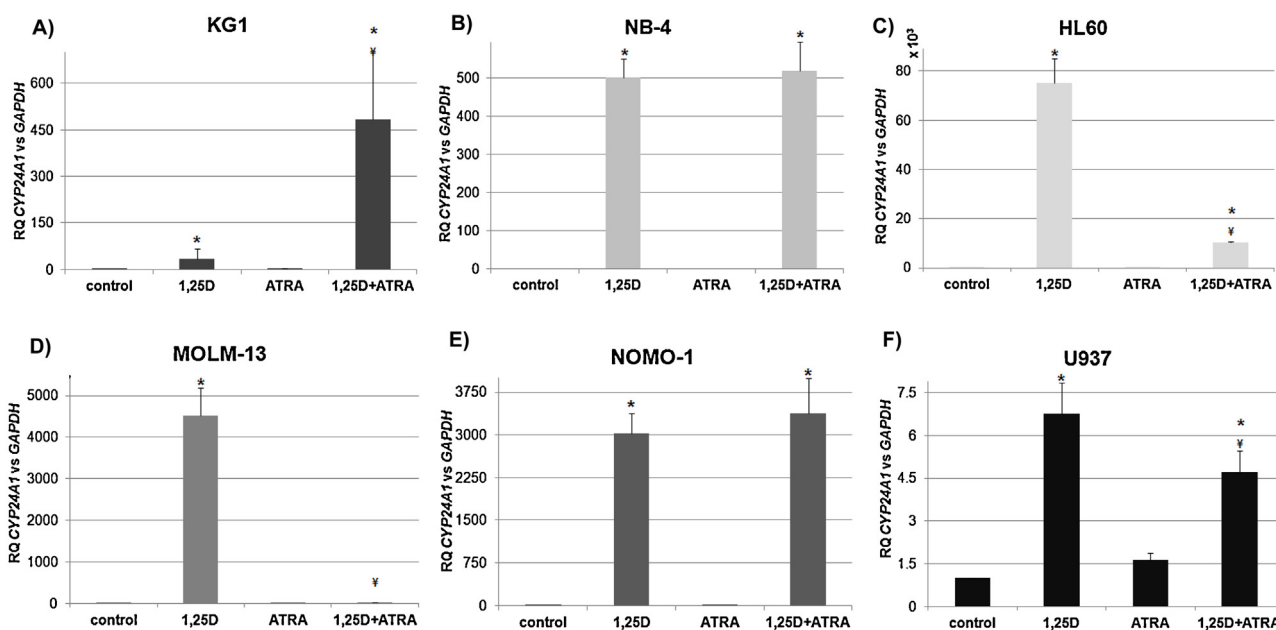 A)
KG1
RQ CYP24A1 vs GAPDH
600
450
300
150
0
*
*
¥
control 1,25D ATRA 1,25D+ATRA
B)
NB-4
RQ CYP24A1 vs GAPDH
500
400
300
200
100
0
*
*
control 1,25D ATRA 1,25D+ATRA
C)
HL60
x 10³
RQ CYP24A1 vs GAPDH
80
60
40
20
0
*
*
¥
control 1,25D ATRA 1,25D+ATRA
D)
MOLM-13
RQ CYP24A1 vs GAPDH
5000
4000
3000
2000
1000
0
*
¥
control 1,25D ATRA 1,25D+ATRA
E)
NOMO-1
RQ CYP24A1 vs GAPDH
3750
3000
2250
1500
750
0
*
*
control 1,25D ATRA 1,25D+ATRA
F)
U937
RQ CYP24A1 vs GAPDH
7.5
6
4.5
3
1.5
0
*
*
¥
control 1,25D ATRA 1,25D+ATRA